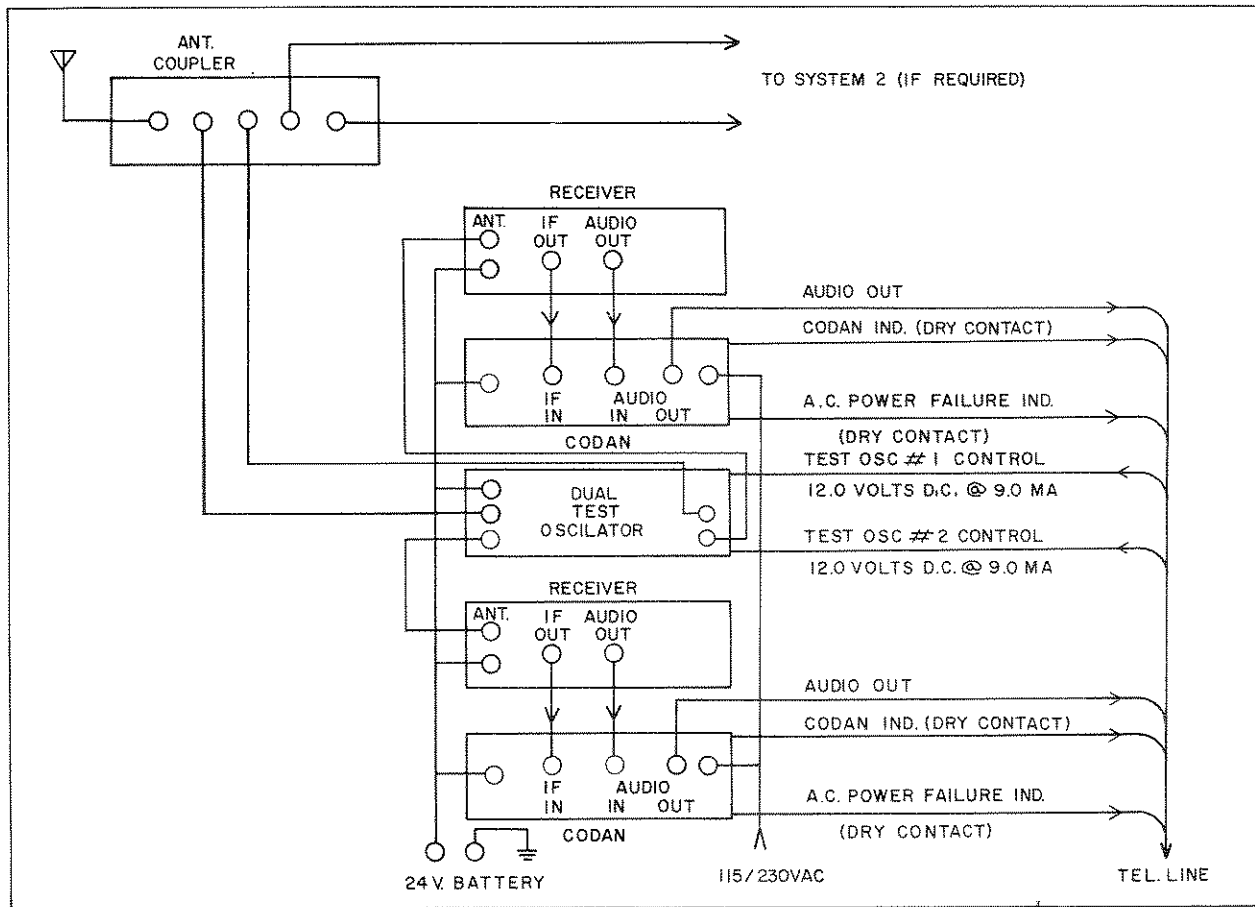 ANT.
COUPLER
TO SYSTEM 2 (IF REQUIRED)
RECEIVER
ANT.
IF
OUT
AUDIO
OUT
AUDIO OUT
CODAN IND. (DRY CONTACT)
IF
IN
AUDIO
IN OUT
A.C. POWER FAILURE IND.
(DRY CONTACT)
CODAN
TEST OSC # 1 CONTROL
12.0 VOLTS D.C. @ 9.0 MA
DUAL
TEST
OSCILATOR
TEST OSC # 2 CONTROL
12.0 VOLTS D.C. @ 9.0 MA
RECEIVER
ANT.
IF
OUT
AUDIO
OUT
AUDIO OUT
CODAN IND. (DRY CONTACT)
IF
IN
AUDIO
IN OUT
A.C. POWER FAILURE IND.
(DRY CONTACT)
CODAN
24 V. BATTERY
115/230VAC
TEL. LINE